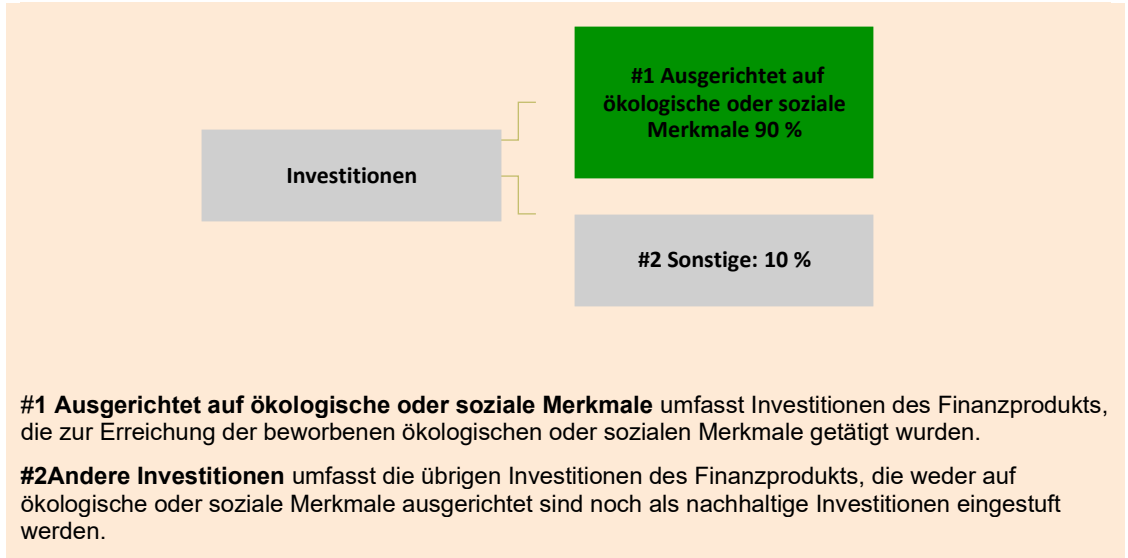 #1 Ausgerichtet auf
ökologische oder soziale
Merkmale 90 %
Investitionen
#2 Sonstige: 10 %
#1 Ausgerichtet auf ökologische oder soziale Merkmale umfasst Investitionen des Finanzprodukts,
die zur Erreichung der beworbenen ökologischen oder sozialen Merkmale getätigt wurden.
#2Andere Investitionen umfasst die übrigen Investitionen des Finanzprodukts, die weder auf
ökologische oder soziale Merkmale ausgerichtet sind noch als nachhaltige Investitionen eingestuft
werden.